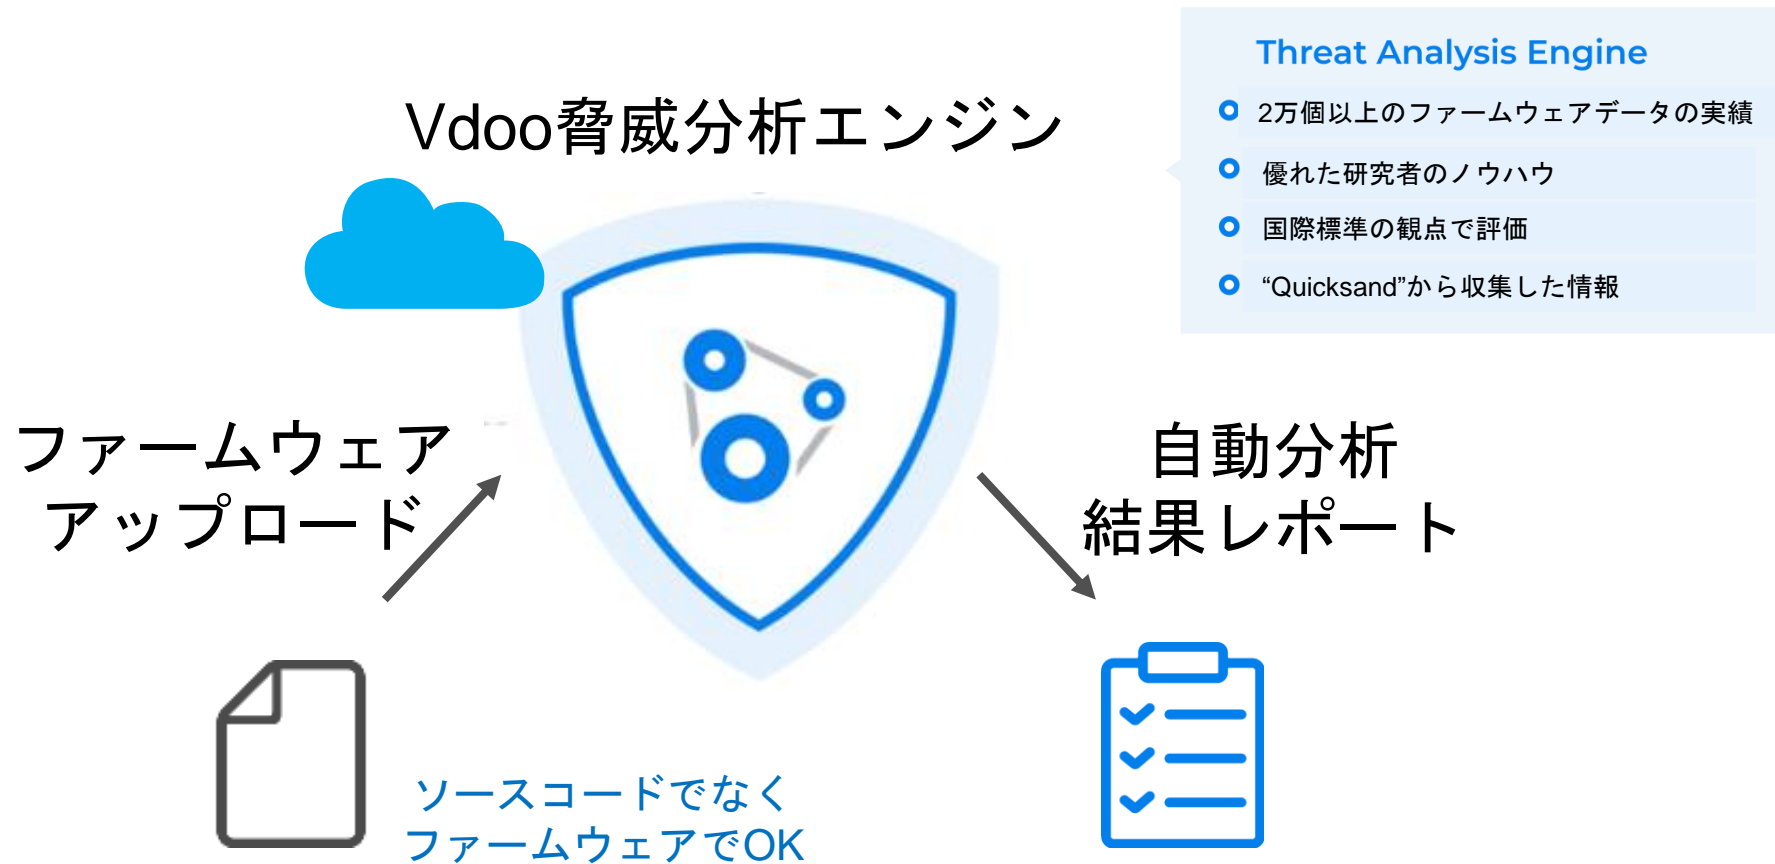 Threat Analysis Engine
2万個以上のファームウェアデータの実績
優れた研究者のノウハウ
国際標準の観点で評価
“Quicksand”から収集した情報
Vdoo脅威分析エンジン
ファームウェア
アップロード
自動分析
結果レポート
ソースコードでなく
ファームウェアでOK